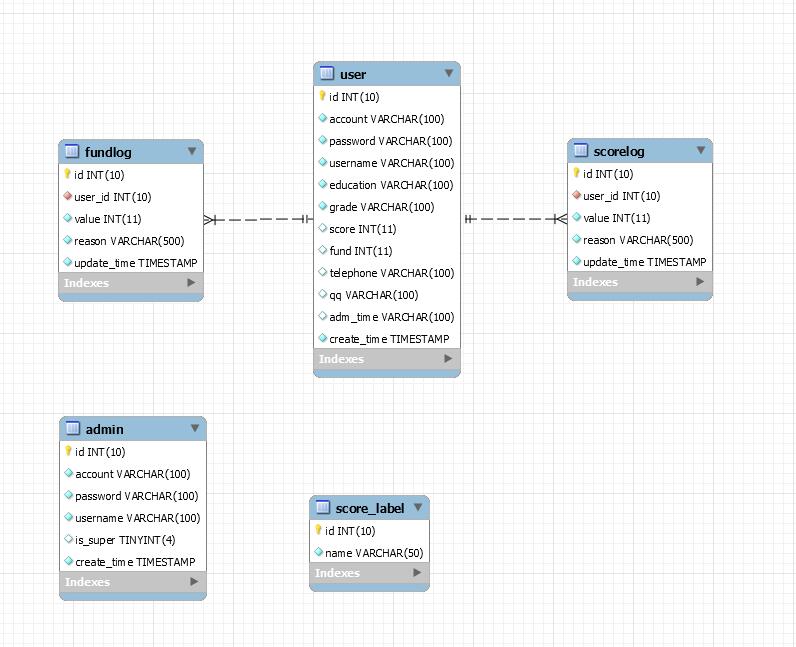 user
id INT(10)
account VARCHAR(100)
password VARCHAR(100)
username VARCHAR(100)
education VARCHAR(100)
grade VARCHAR(100)
score INT(11)
fund INT(11)
telephone VARCHAR(100)
qq VARCHAR(100)
adm_time VARCHAR(100)
create_time TIMESTAMP
Indexes
fundlog
id INT(10)
user_id INT(10)
value INT(11)
reason VARCHAR(500)
update_time TIMESTAMP
Indexes
scorelog
id INT(10)
user_id INT(10)
value INT(11)
reason VARCHAR(500)
update_time TIMESTAMP
Indexes
admin
id INT(10)
account VARCHAR(100)
password VARCHAR(100)
username VARCHAR(100)
is_super TINYINT(4)
create_time TIMESTAMP
Indexes
score_label
id INT(10)
name VARCHAR(50)
Indexes